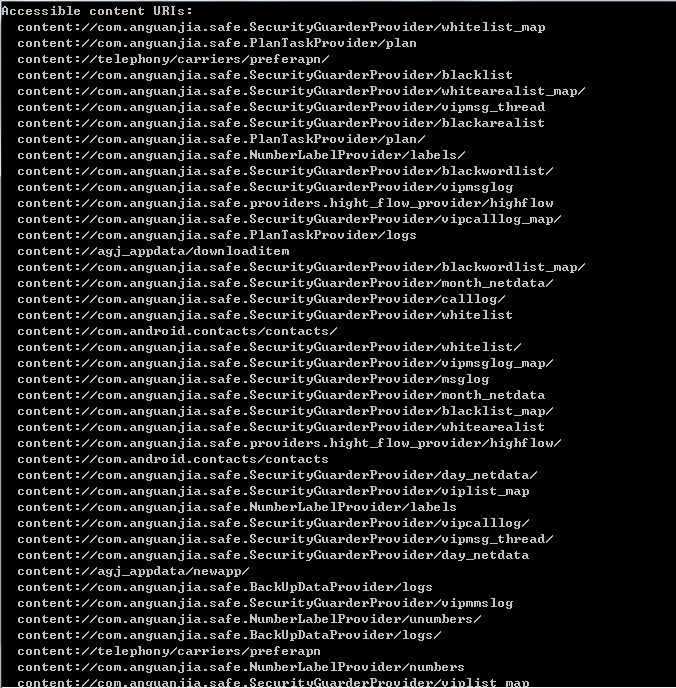 Accessible content URIs:
content://com.anguanjia.safe.SecurityGuarderProvider/whitelist_map
content://com.anguanjia.safe.PlanTaskProvider/plan
content://telephony/carriers/preferapn/
content://com.anguanjia.safe.SecurityGuarderProvider/blacklist
content://com.anguanjia.safe.SecurityGuarderProvider/whitearealist_map/
content://com.anguanjia.safe.SecurityGuarderProvider/vipmsg_thread
content://com.anguanjia.safe.SecurityGuarderProvider/blackarealist
content://com.anguanjia.safe.PlanTaskProvider/plan/
content://com.anguanjia.safe.NumberLabelProvider/labels/
content://com.anguanjia.safe.SecurityGuarderProvider/blackwordlist/
content://com.anguanjia.safe.SecurityGuarderProvider/vipmsglog
content://com.anguanjia.safe.providers.hight_flow_provider/highflow
content://com.anguanjia.safe.SecurityGuarderProvider/vipcalllog_map/
content://com.anguanjia.safe.PlanTaskProvider/logs
content://agj_appdata/downloaditem
content://com.anguanjia.safe.SecurityGuarderProvider/blackwordlist_map/
content://com.anguanjia.safe.SecurityGuarderProvider/month_netdata/
content://com.anguanjia.safe.SecurityGuarderProvider/calllog/
content://com.anguanjia.safe.SecurityGuarderProvider/whitelist
content://com.android.contacts/contacts/
content://com.anguanjia.safe.SecurityGuarderProvider/whitelist/
content://com.anguanjia.safe.SecurityGuarderProvider/vipmsglog_map/
content://com.anguanjia.safe.SecurityGuarderProvider/msglog
content://com.anguanjia.safe.SecurityGuarderProvider/month_netdata
content://com.anguanjia.safe.SecurityGuarderProvider/blacklist_map/
content://com.anguanjia.safe.SecurityGuarderProvider/whitearealist
content://com.anguanjia.safe.providers.hight_flow_provider/highflow/
content://com.android.contacts/contacts
content://com.anguanjia.safe.SecurityGuarderProvider/day_netdata/
content://com.anguanjia.safe.SecurityGuarderProvider/viplist_map
content://com.anguanjia.safe.NumberLabelProvider/labels
content://com.anguanjia.safe.SecurityGuarderProvider/vipcalllog/
content://com.anguanjia.safe.SecurityGuarderProvider/vipmsg_thread/
content://com.anguanjia.safe.SecurityGuarderProvider/day_netdata
content://agj_appdata/newapp/
content://com.anguanjia.safe.BackUpDataProvider/logs
content://com.anguanjia.safe.SecurityGuarderProvider/vipmmslog
content://com.anguanjia.safe.NumberLabelProvider/unumbers/
content://com.anguanjia.safe.BackUpDataProvider/logs/
content://telephony/carriers/preferapn
content://com.anguanjia.safe.NumberLabelProvider/numbers
content://com.anguanjia.safe.SecurityGuarderProvider/viplist_map